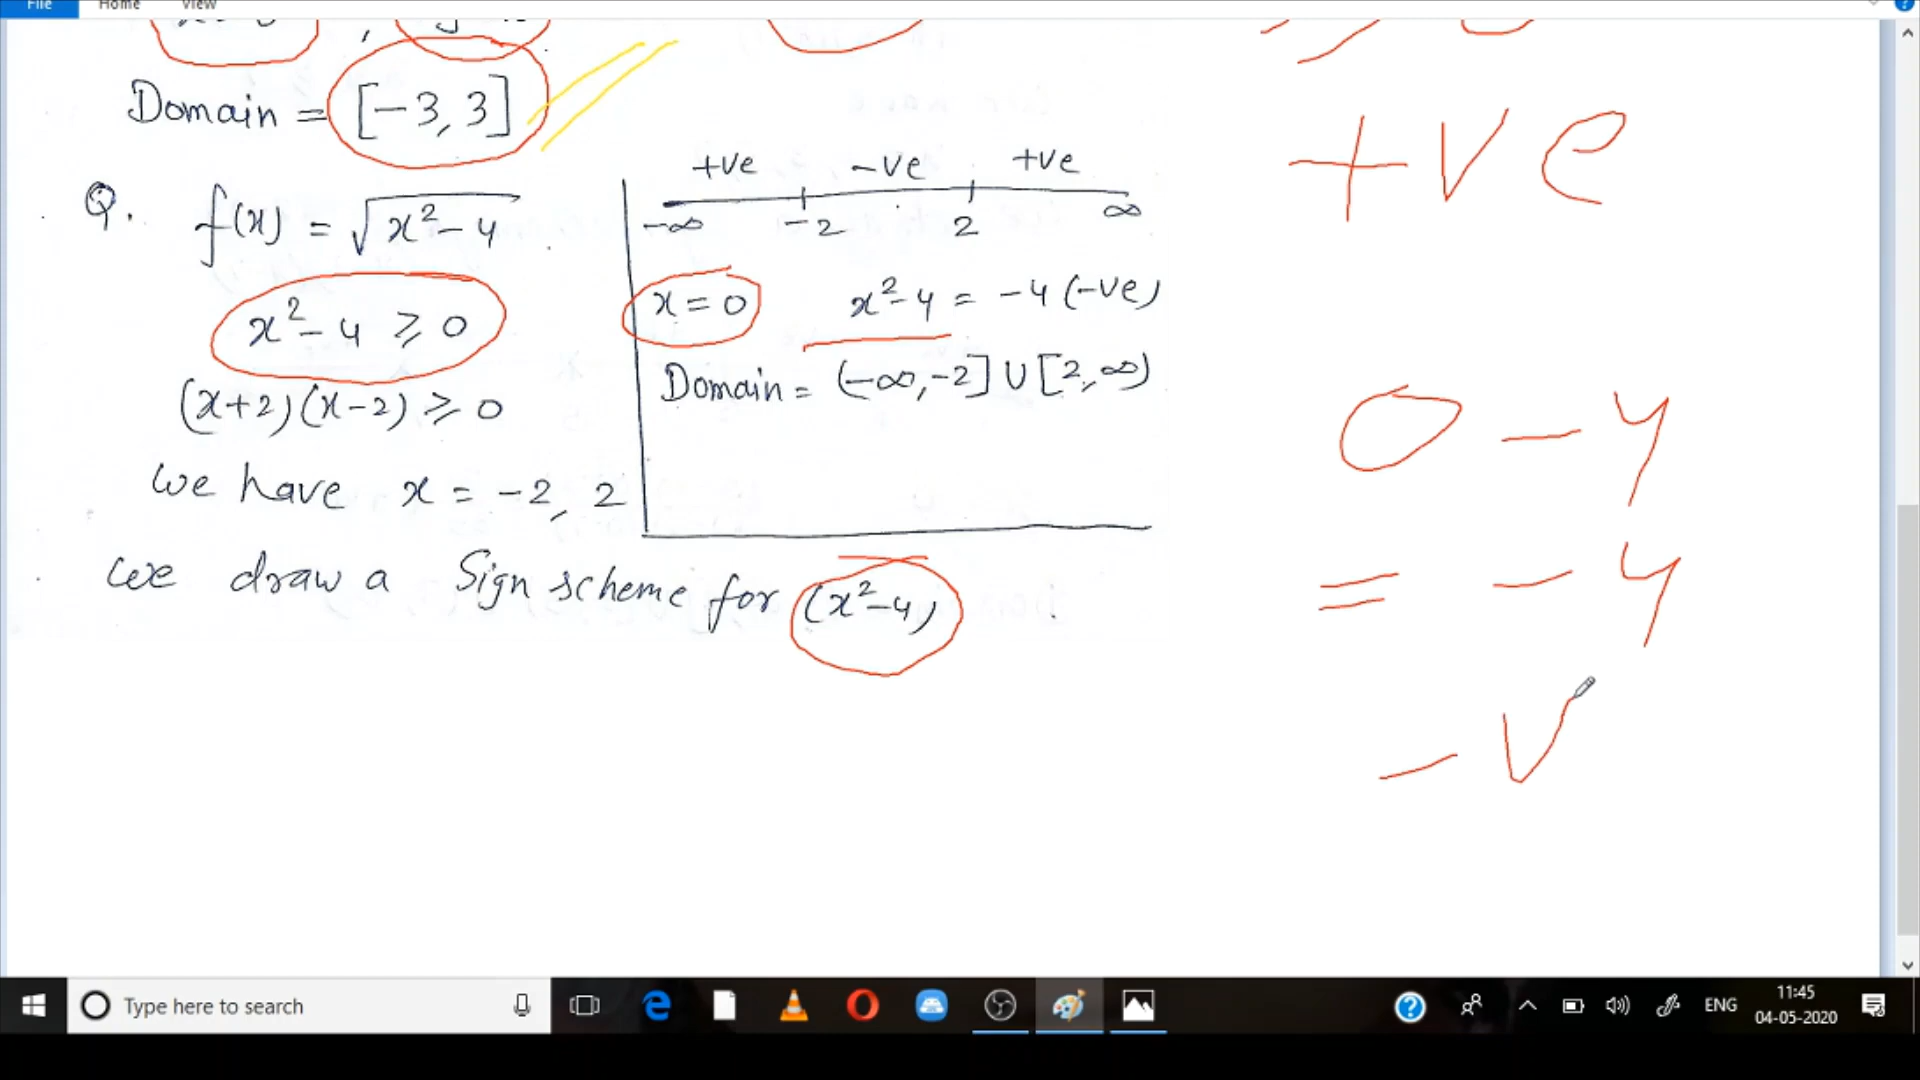 File Home View
Domain = [-3, 3]
Q. f(x) = √x²-4
x²-4 ≥ 0
(x+2)(x-2) ≥ 0
we have x = -2, 2
we draw a Sign scheme for (x²-4)
+ve -ve +ve
-∞ -2 2 ∞
x = 0 x²-4 = -4 (-ve)
Domain = (-∞,-2] ∪ [2,∞)
+ve
0 - 4
= - 4
- v
Type here to search
ENG
11:45
04-05-2020